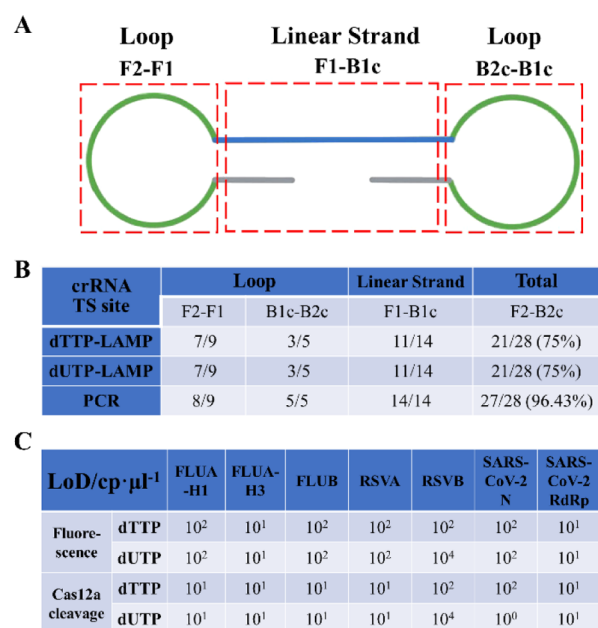 A
Loop
F2-F1
Linear Strand
F1-B1c
Loop
B2c-B1c
B
crRNA TS site Loop Linear Strand Total
F2-F1 B1c-B2c F1-B1c F2-B2c
dTTP-LAMP 7/9 3/5 11/14 21/28 (75%)
dUTP-LAMP 7/9 3/5 11/14 21/28 (75%)
PCR 8/9 5/5 14/14 27/28 (96.43%)
C
LoD/cp·μl⁻¹ FLUA-H1 FLUA-H3 FLUB RSVA RSVB SARS-CoV-2 N SARS-CoV-2 RdRp
Fluore-scence dTTP 10² 10¹ 10² 10² 10² 10² 10¹
dUTP 10² 10¹ 10² 10² 10⁴ 10² 10¹
Cas12a cleavage dTTP 10¹ 10¹ 10¹ 10¹ 10² 10² 10¹
dUTP 10¹ 10¹ 10¹ 10¹ 10⁴ 10⁰ 10¹